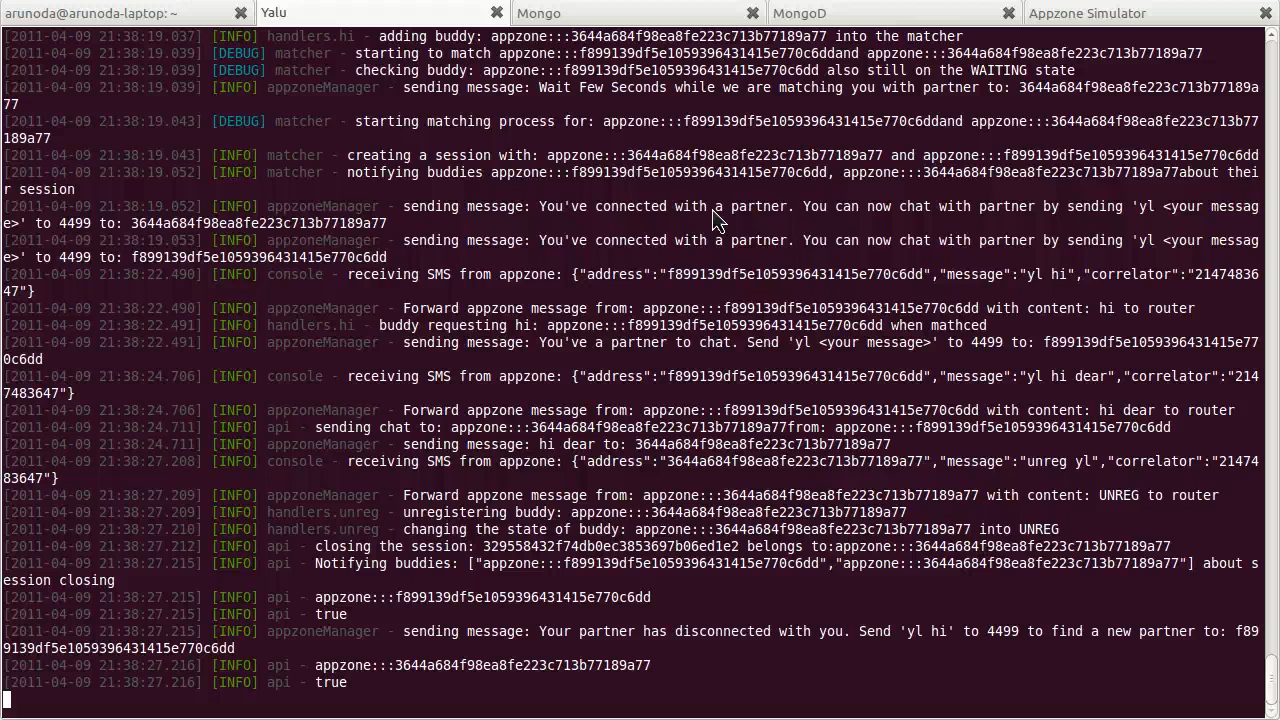 arunoda@arunoda-laptop: ~
Yalu
Mongo
MongoD
Appzone Simulator
[2011-04-09 21:38:19.037] [INFO] handlers.hi - adding buddy: appzone:::3644a684f98ea8fe223c713b77189a77 into the matcher
[2011-04-09 21:38:19.039] [DEBUG] matcher - starting to match appzone:::f899139df5e1059396431415e770c6ddand appzone:::3644a684f98ea8fe223c713b77189a77
[2011-04-09 21:38:19.039] [DEBUG] matcher - checking buddy: appzone:::f899139df5e1059396431415e770c6dd also still on the WAITING state
[2011-04-09 21:38:19.039] [INFO] appzoneManager - sending message: Wait Few Seconds while we are matching you with partner to: 3644a684f98ea8fe223c713b77189a
77
[2011-04-09 21:38:19.043] [DEBUG] matcher - starting matching process for: appzone:::f899139df5e1059396431415e770c6ddand appzone:::3644a684f98ea8fe223c713b77
189a77
[2011-04-09 21:38:19.043] [INFO] matcher - creating a session with: appzone:::3644a684f98ea8fe223c713b77189a77 and appzone:::f899139df5e1059396431415e770c6dd
[2011-04-09 21:38:19.052] [INFO] matcher - notifying buddies appzone:::f899139df5e1059396431415e770c6dd, appzone:::3644a684f98ea8fe223c713b77189a77about thei
r session
[2011-04-09 21:38:19.052] [INFO] appzoneManager - sending message: You've connected with a partner. You can now chat with partner by sending 'yl <your messag
e>' to 4499 to: 3644a684f98ea8fe223c713b77189a77
[2011-04-09 21:38:19.053] [INFO] appzoneManager - sending message: You've connected with a partner. You can now chat with partner by sending 'yl <your messag
e>' to 4499 to: f899139df5e1059396431415e770c6dd
[2011-04-09 21:38:22.490] [INFO] console - receiving SMS from appzone: {"address":"f899139df5e1059396431415e770c6dd","message":"yl hi","correlator":"21474836
47"}
[2011-04-09 21:38:22.490] [INFO] appzoneManager - Forward appzone message from: appzone:::f899139df5e1059396431415e770c6dd with content: hi to router
[2011-04-09 21:38:22.491] [INFO] handlers.hi - buddy requesting hi: appzone:::f899139df5e1059396431415e770c6dd when mathced
[2011-04-09 21:38:22.491] [INFO] appzoneManager - sending message: You've a partner to chat. Send 'yl <your message>' to 4499 to: f899139df5e1059396431415e77
0c6dd
[2011-04-09 21:38:24.706] [INFO] console - receiving SMS from appzone: {"address":"f899139df5e1059396431415e770c6dd","message":"yl hi dear","correlator":"214
7483647"}
[2011-04-09 21:38:24.706] [INFO] appzoneManager - Forward appzone message from: appzone:::f899139df5e1059396431415e770c6dd with content: hi dear to router
[2011-04-09 21:38:24.711] [INFO] api - sending chat to: appzone:::3644a684f98ea8fe223c713b77189a77from: appzone:::f899139df5e1059396431415e770c6dd
[2011-04-09 21:38:24.711] [INFO] appzoneManager - sending message: hi dear to: 3644a684f98ea8fe223c713b77189a77
[2011-04-09 21:38:27.208] [INFO] console - receiving SMS from appzone: {"address":"3644a684f98ea8fe223c713b77189a77","message":"unreg yl","correlator":"21474
83647"}
[2011-04-09 21:38:27.209] [INFO] appzoneManager - Forward appzone message from: appzone:::3644a684f98ea8fe223c713b77189a77 with content: UNREG to router
[2011-04-09 21:38:27.209] [INFO] handlers.unreg - unregistering buddy: appzone:::3644a684f98ea8fe223c713b77189a77
[2011-04-09 21:38:27.210] [INFO] handlers.unreg - changing the state of buddy: appzone:::3644a684f98ea8fe223c713b77189a77 into UNREG
[2011-04-09 21:38:27.212] [INFO] api - closing the session: 329558432f74db0ec3853697b06ed1e2 belongs to:appzone:::3644a684f98ea8fe223c713b77189a77
[2011-04-09 21:38:27.215] [INFO] api - Notifying buddies: ["appzone:::f899139df5e1059396431415e770c6dd","appzone:::3644a684f98ea8fe223c713b77189a77"] about s
ession closing
[2011-04-09 21:38:27.215] [INFO] api - appzone:::f899139df5e1059396431415e770c6dd
[2011-04-09 21:38:27.215] [INFO] api - true
[2011-04-09 21:38:27.215] [INFO] appzoneManager - sending message: Your partner has disconnected with you. Send 'yl hi' to 4499 to find a new partner to: f89
9139df5e1059396431415e770c6dd
[2011-04-09 21:38:27.216] [INFO] api - appzone:::3644a684f98ea8fe223c713b77189a77
[2011-04-09 21:38:27.216] [INFO] api - true